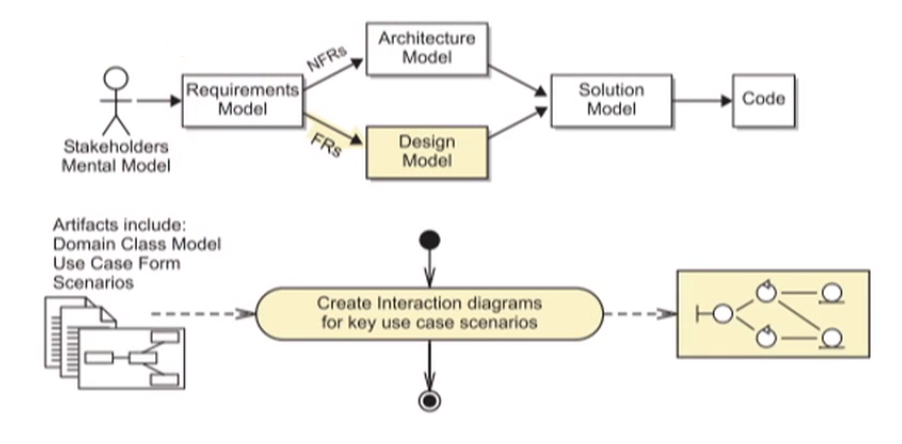 NFRs
Architecture
Model
Requirements
Model
Solution
Model
Code
FRs
Design
Model
Stakeholders
Mental Model
Artifacts include:
Domain Class Model
Use Case Form
Scenarios
Create Interaction diagrams
for key use case scenarios